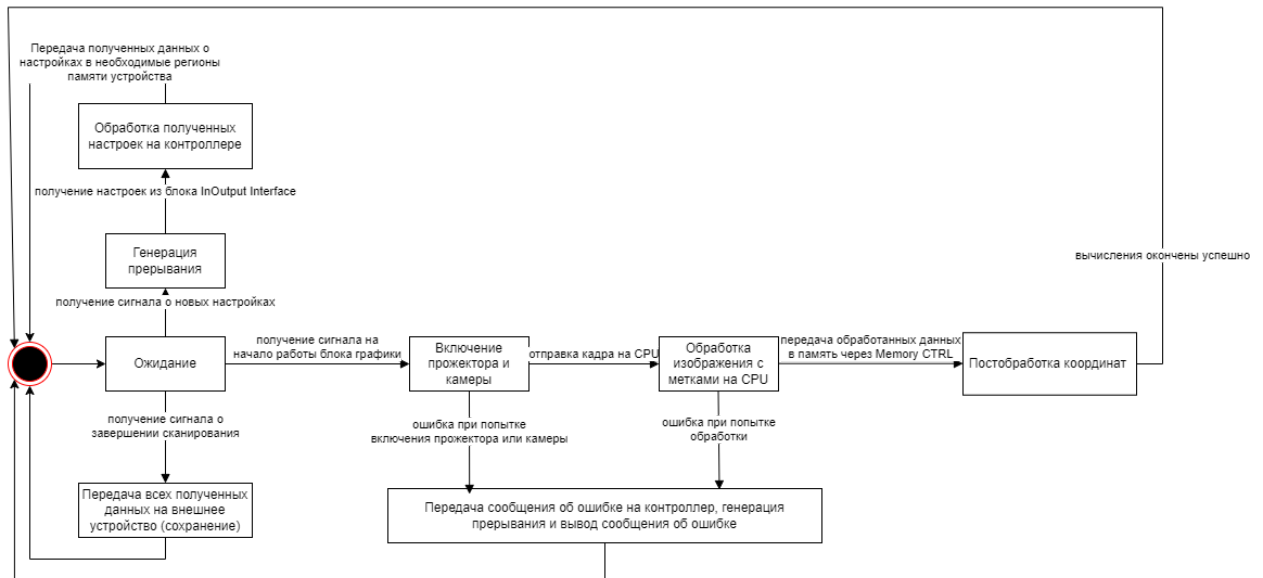 Передача полученных данных о
настройках в необходимые регионы
памяти устройства
Обработка полученных
настроек на контроллере
получение настроек из блока InOutput Interface
Генерация
прерывания
получение сигнала о новых настройках
вычисления окончены успешно
Ожидание
получение сигнала на
начало работы блока графики
Включение
прожектора и
камеры
отправка кадра на CPU
Обработка
изображения с
метками на CPU
передача обработанных данных
в память через Memory CTRL
Постобработка координат
получение сигнала о
завершении сканирования
ошибка при попытке
включения прожектора или камеры
ошибка при попытке
обработки
Передача всех полученных
данных на внешнее
устройство (сохранение)
Передача сообщения об ошибке на контроллер, генерация
прерывания и вывод сообщения об ошибке